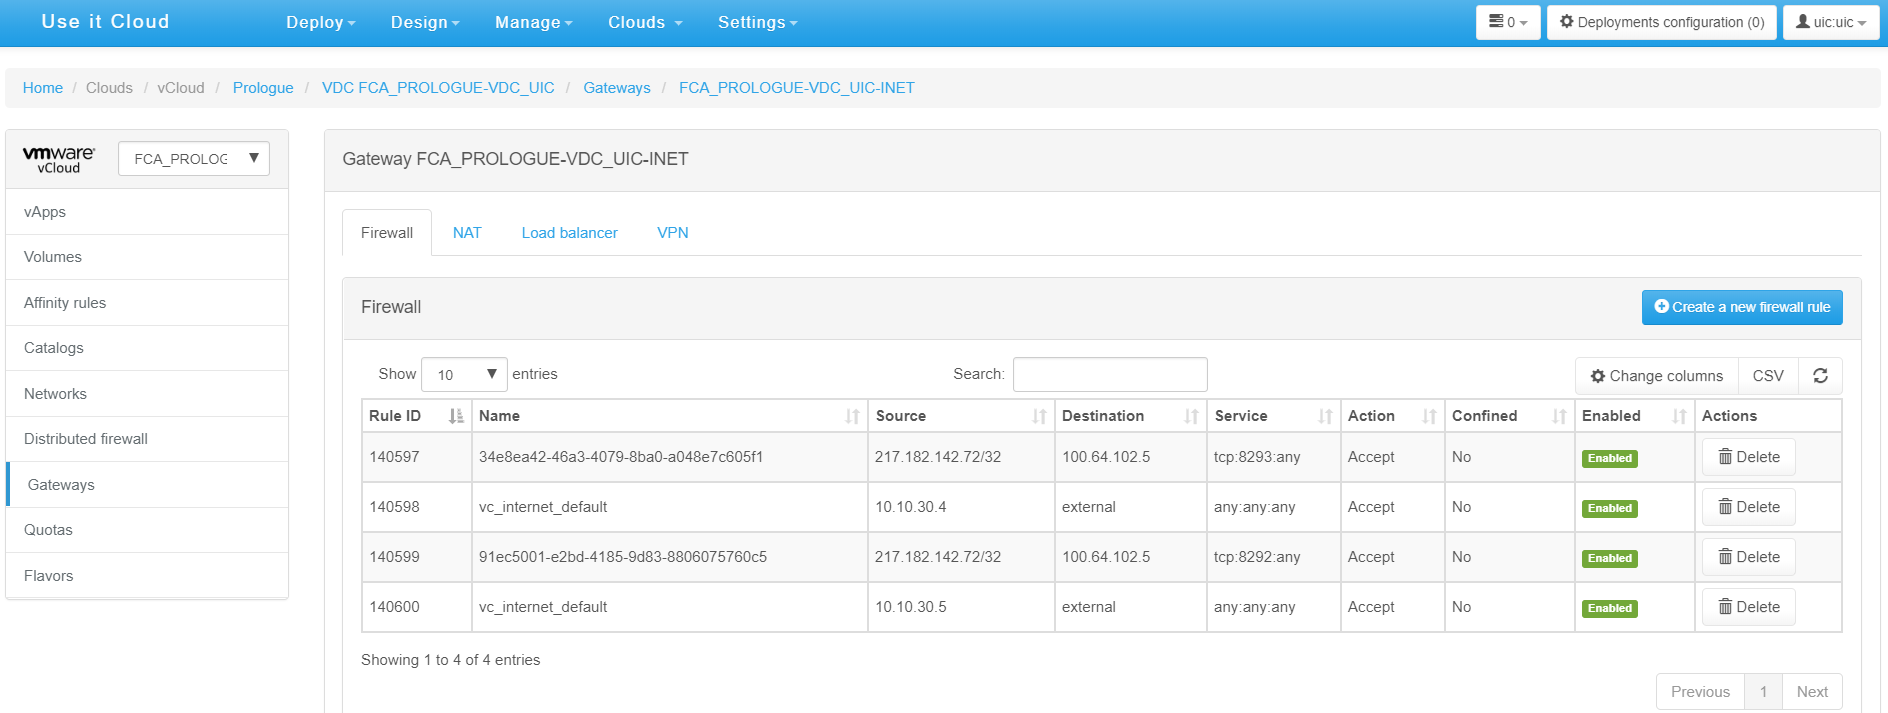 Use it Cloud Deploy Design Manage Clouds Settings 0 Deployments configuration (0) uic:uic
Home / Clouds / vCloud / Prologue / VDC FCA_PROLOGUE-VDC_UIC / Gateways / FCA_PROLOGUE-VDC_UIC-INET
vmware vCloud
FCA_PROLOG
vApps
Volumes
Affinity rules
Catalogs
Networks
Distributed firewall
Gateways
Quotas
Flavors
Gateway FCA_PROLOGUE-VDC_UIC-INET
Firewall NAT Load balancer VPN
Firewall Create a new firewall rule
Show 10 entries Search: Change columns CSV
Rule ID Name Source Destination Service Action Confined Enabled Actions
140597 34e8ea42-46a3-4079-8ba0-a048e7c605f1 217.182.142.72/32 100.64.102.5 tcp:8293:any Accept No Enabled Delete
140598 vc_internet_default 10.10.30.4 external any:any:any Accept No Enabled Delete
140599 91ec5001-e2bd-4185-9d83-8806075760c5 217.182.142.72/32 100.64.102.5 tcp:8292:any Accept No Enabled Delete
140600 vc_internet_default 10.10.30.5 external any:any:any Accept No Enabled Delete
Showing 1 to 4 of 4 entries
Previous 1 Next